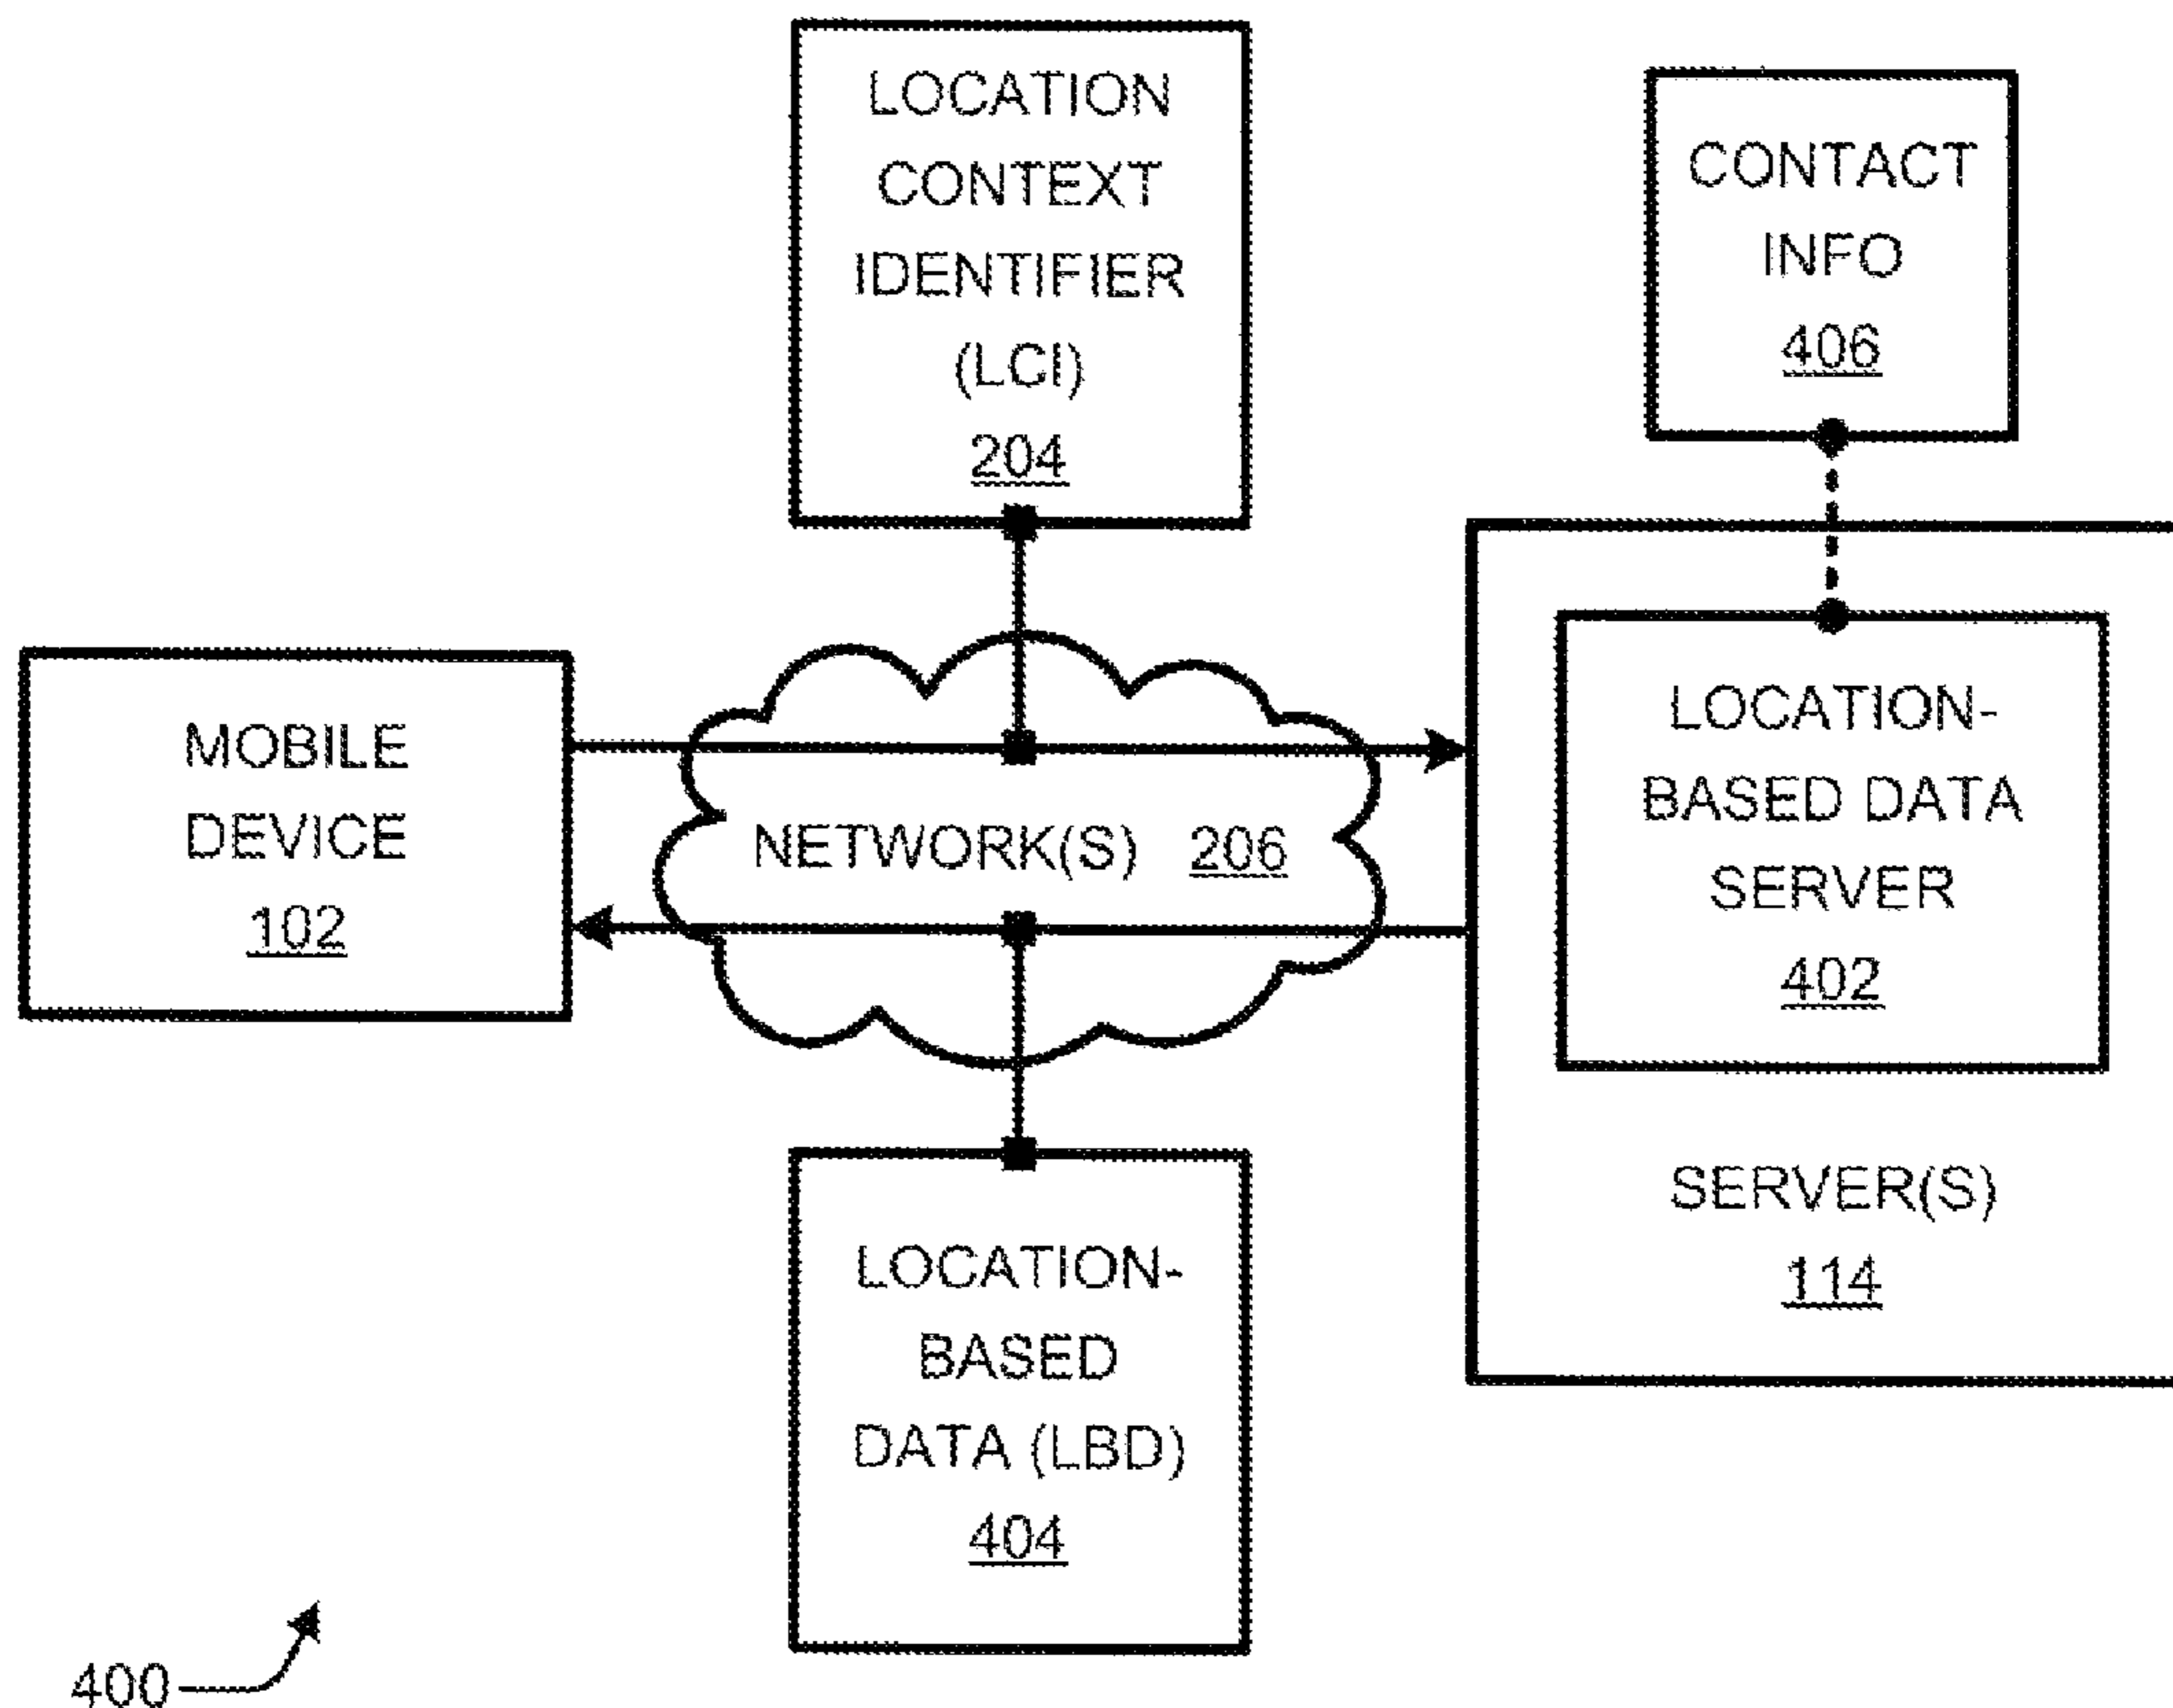 LOCATION
CONTEXT
IDENTIFIER
(LCI)
204
CONTACT
INFO
406
MOBILE
DEVICE
102
NETWORK(S) 206
LOCATION-
BASED DATA
SERVER
402
SERVER(S)
114
LOCATION-
BASED
DATA (LBD)
404
400